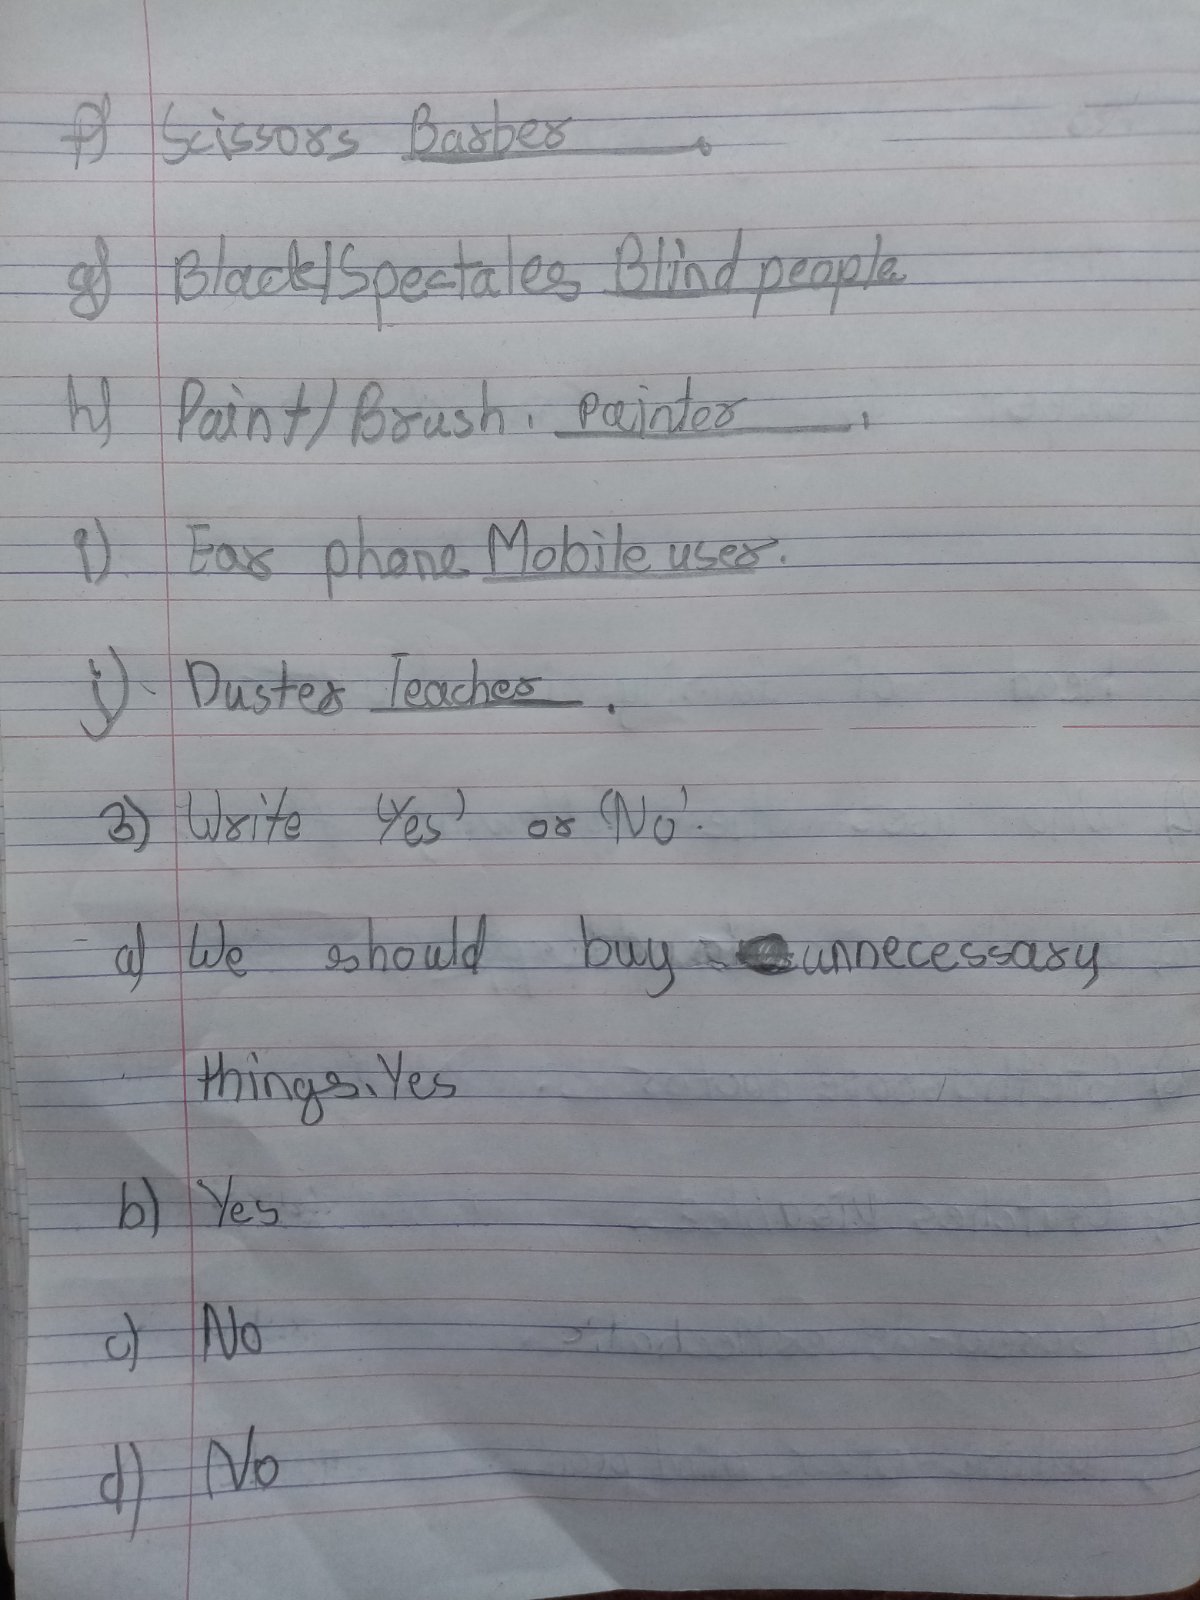 f) Scissors Barber.
g) Black/Spectales Blind people
h) Paint/Brush. painter.
i) Ear phone Mobile user.
j) Duster Teacher.
3) Write 'Yes' or 'No'.
a) We should buy unnecessary
things. Yes
b) Yes
c) No
d) No